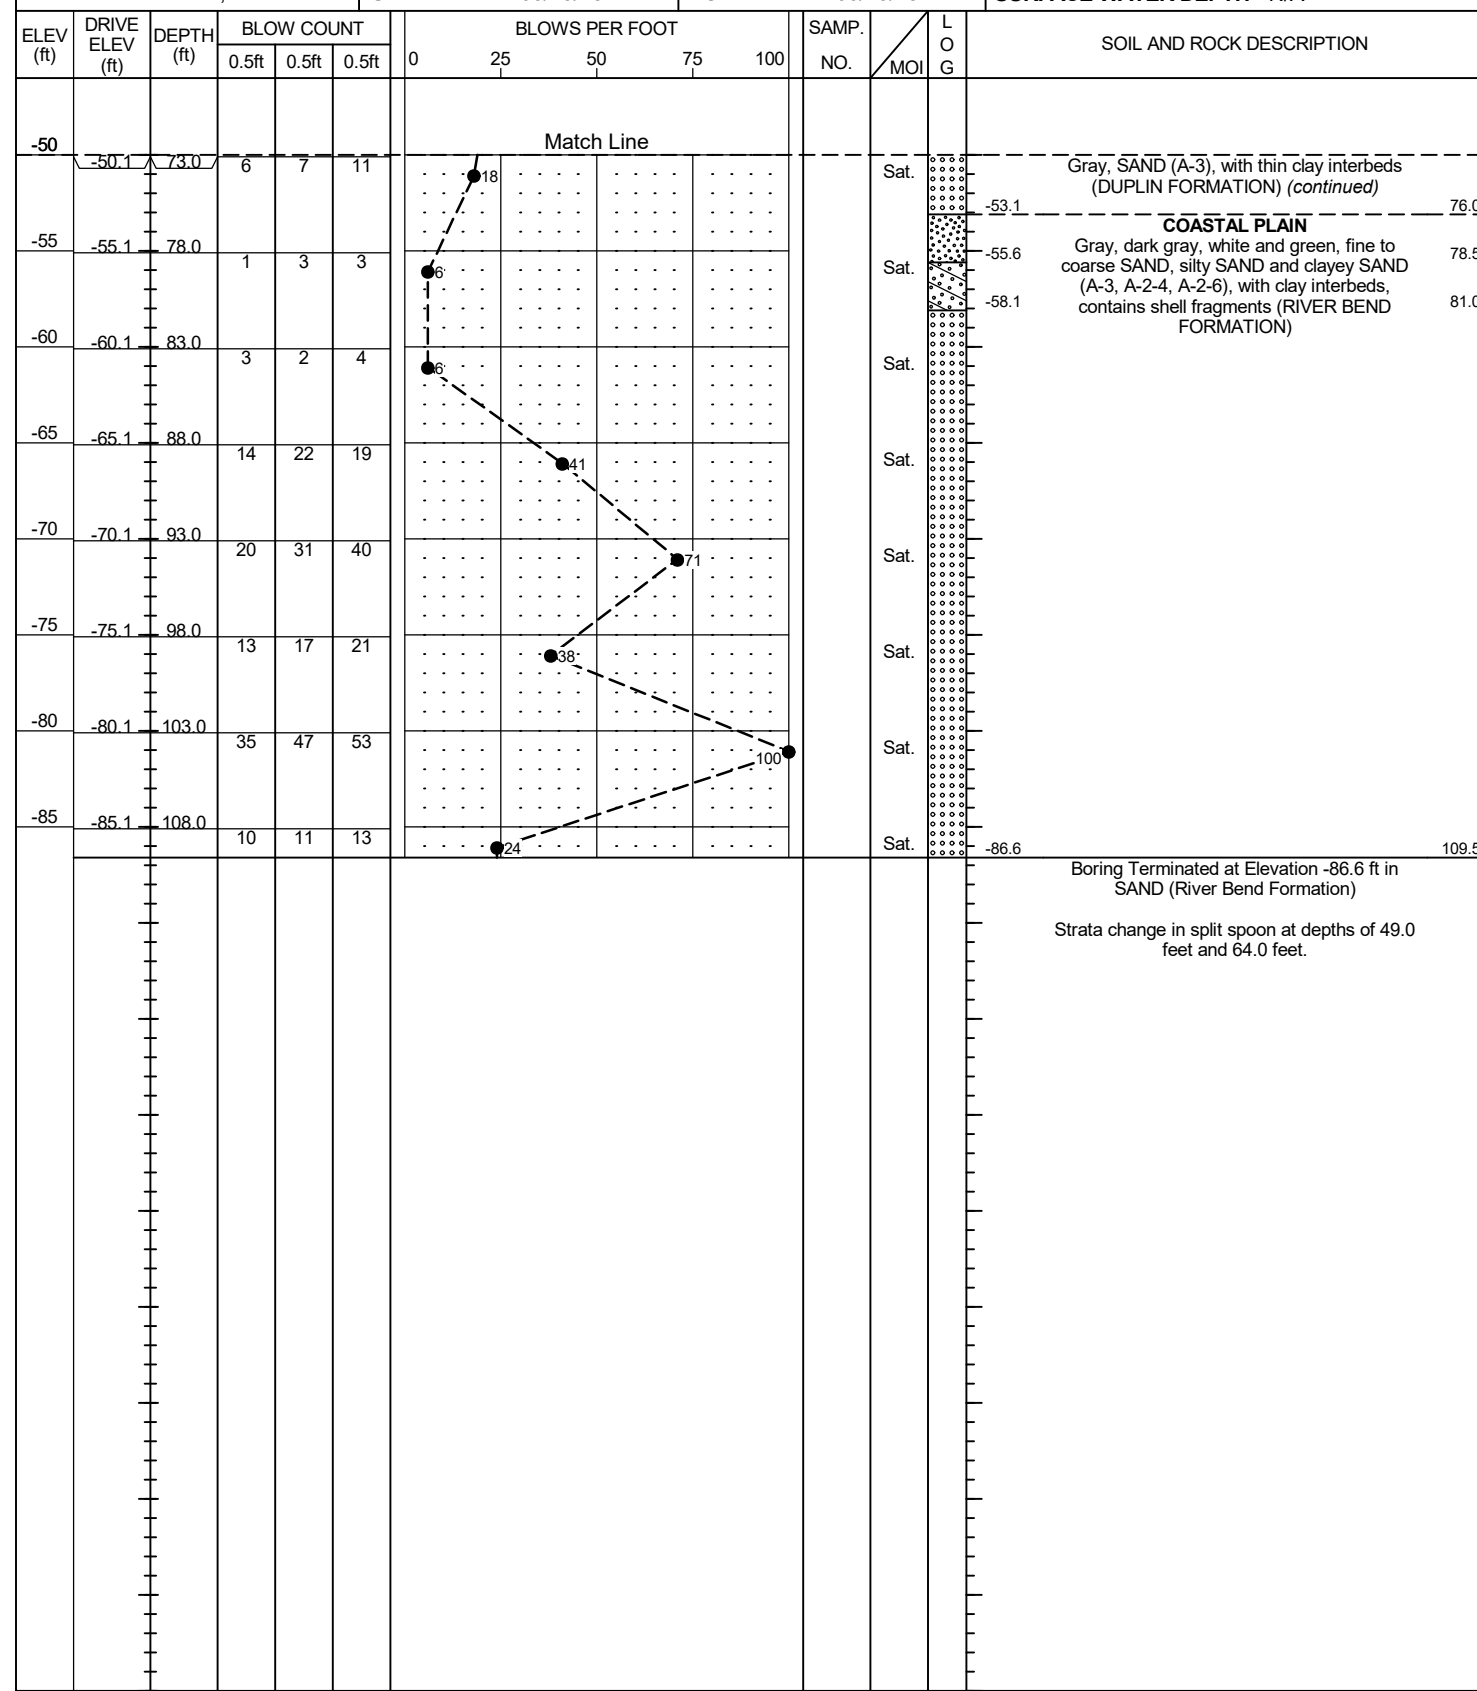 ELEV (ft) DRIVE ELEV (ft) DEPTH (ft) BLOW COUNT 0.5ft 0.5ft 0.5ft BLOWS PER FOOT 0 25 50 75 100 SAMP. NO. MOI L O G SOIL AND ROCK DESCRIPTION
Match Line
-50 -50.1 73.0 6 7 11 18 Sat. Gray, SAND (A-3), with thin clay interbeds
(DUPLIN FORMATION) (continued)
-53.1 76.0
COASTAL PLAIN
-55 -55.1 78.0 1 3 3 6 Sat. Gray, dark gray, white and green, fine to
-55.6 78.5
coarse SAND, silty SAND and clayey SAND
(A-3, A-2-4, A-2-6), with clay interbeds,
-58.1 81.0
contains shell fragments (RIVER BEND
FORMATION)
-60 -60.1 83.0 3 2 4 6 Sat.
-65 -65.1 88.0 14 22 19 41 Sat.
-70 -70.1 93.0 20 31 40 71 Sat.
-75 -75.1 98.0 13 17 21 38 Sat.
-80 -80.1 103.0 35 47 53 100 Sat.
-85 -85.1 108.0 10 11 13 24 Sat. -86.6 109.5
Boring Terminated at Elevation -86.6 ft in
SAND (River Bend Formation)
Strata change in split spoon at depths of 49.0
feet and 64.0 feet.